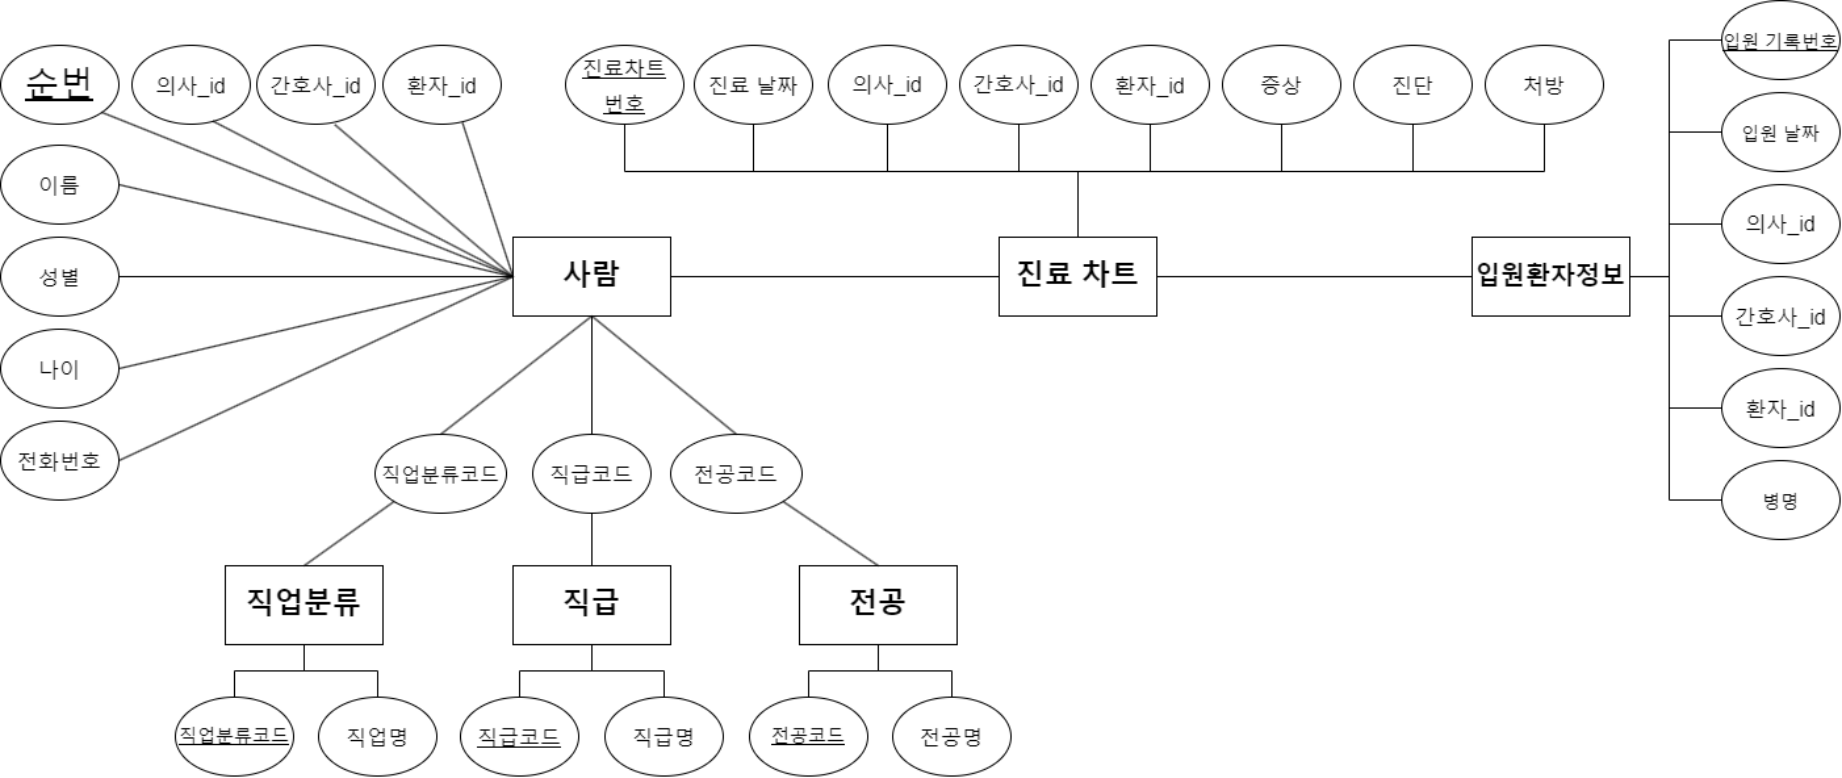 순번
의사_id
간호사_id
환자_id
이름
성별
나이
전화번호
진료차트
번호
진료 날짜
의사_id
간호사_id
환자_id
증상
진단
처방
입원 기록번호
입원 날짜
의사_id
간호사_id
환자_id
병명
사람
진료 차트
입원환자정보
직업분류코드
직급코드
전공코드
직업분류
직급
전공
직업분류코드
직업명
직급코드
직급명
전공코드
전공명